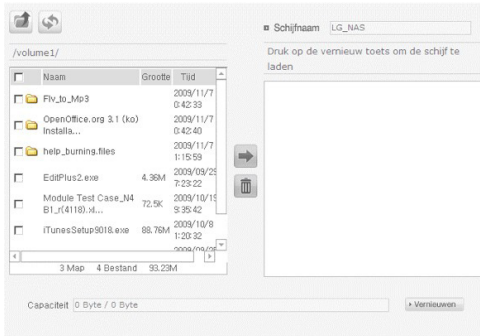 Schijfnaam LG_NAS
/volume1/
Druk op de vernieuw toets om de schijf te
laden
Naam Grootte Tijd
Flv_to_Mp3 2009/11/7 0:42:33
OpenOffice.org 3.1 (ko) Installa... 2009/11/7 0:42:40
help_burning.files 2009/11/7 1:15:59
EditPlus2.exe 4.36M 2009/09/29 7:23:22
Module Test Case_N4 B1_r(4118).xl... 72.5K 2009/10/15 9:35:42
iTunesSetup9018.exe 88.76M 2009/10/8 1:20:32
3 Map 4 Bestand 93.23M
Capaciteit 0 Byte / 0 Byte Vernieuwen